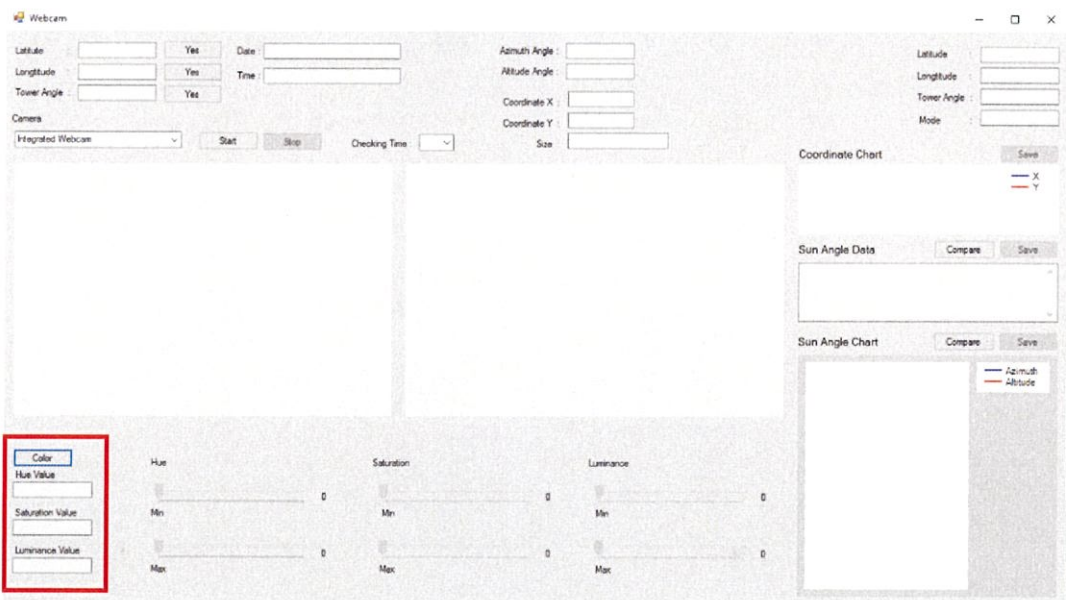 Webcam
Latitute : Yes Date : Azimuth Angle : Latitude :
Longtitude : Yes Time : Altitude Angle : Longtitude :
Tower Angle : Yes Coordinate X : Tower Angle :
Camera Coordinate Y : Mode :
Integrated Webcam Start Stop Checking Time Size
Coordinate Chart Save
X
Y
Sun Angle Data Compare Save
Sun Angle Chart Compare Save
Azimuth
Altitude
Color
Hue Value
Saturation Value
Luminance Value
Hue Saturation Luminance
0 0 0
Min Min Min
0 0 0
Max Max Max